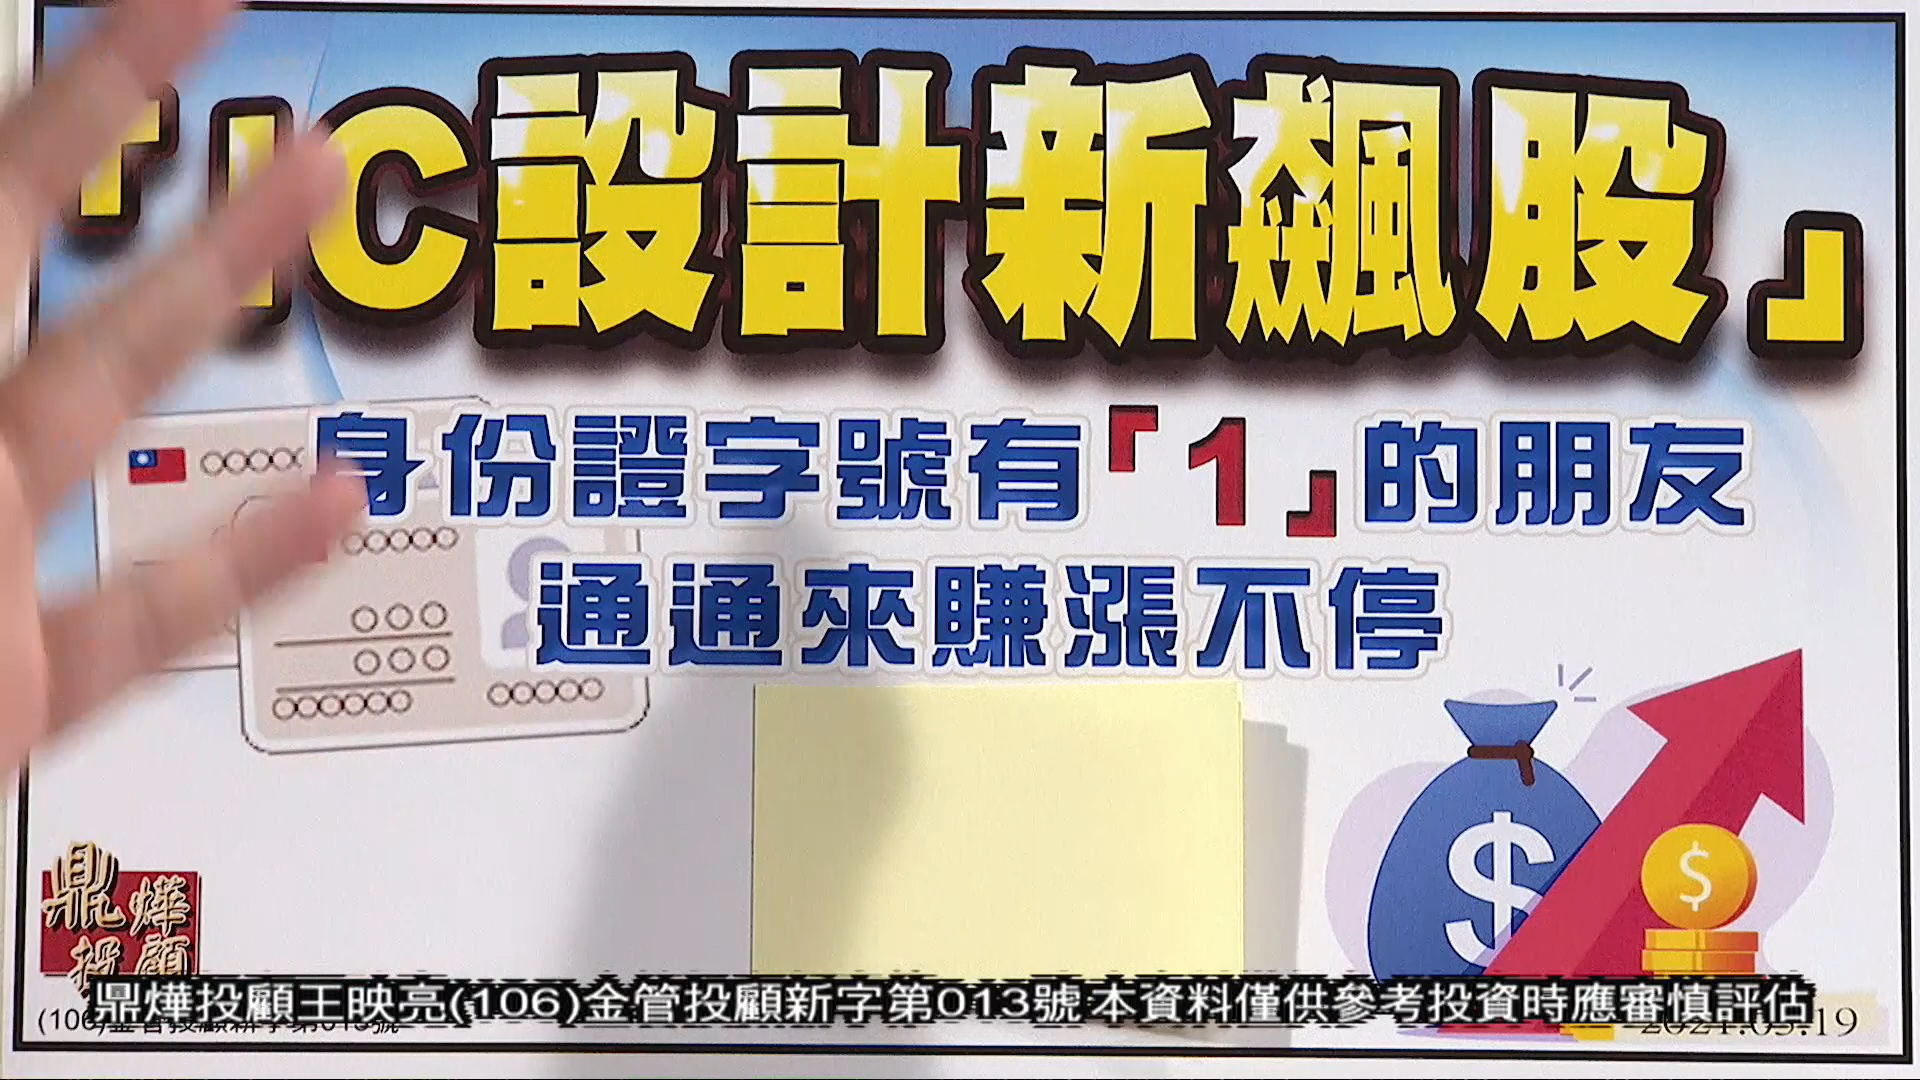 「IC設計新飆股」
身份證字號有「1」的朋友
通通來賺漲不停
鼎燁投顧
鼎燁投顧王映亮(106)金管投顧新字第013號 本資料僅供參考投資時應審慎評估